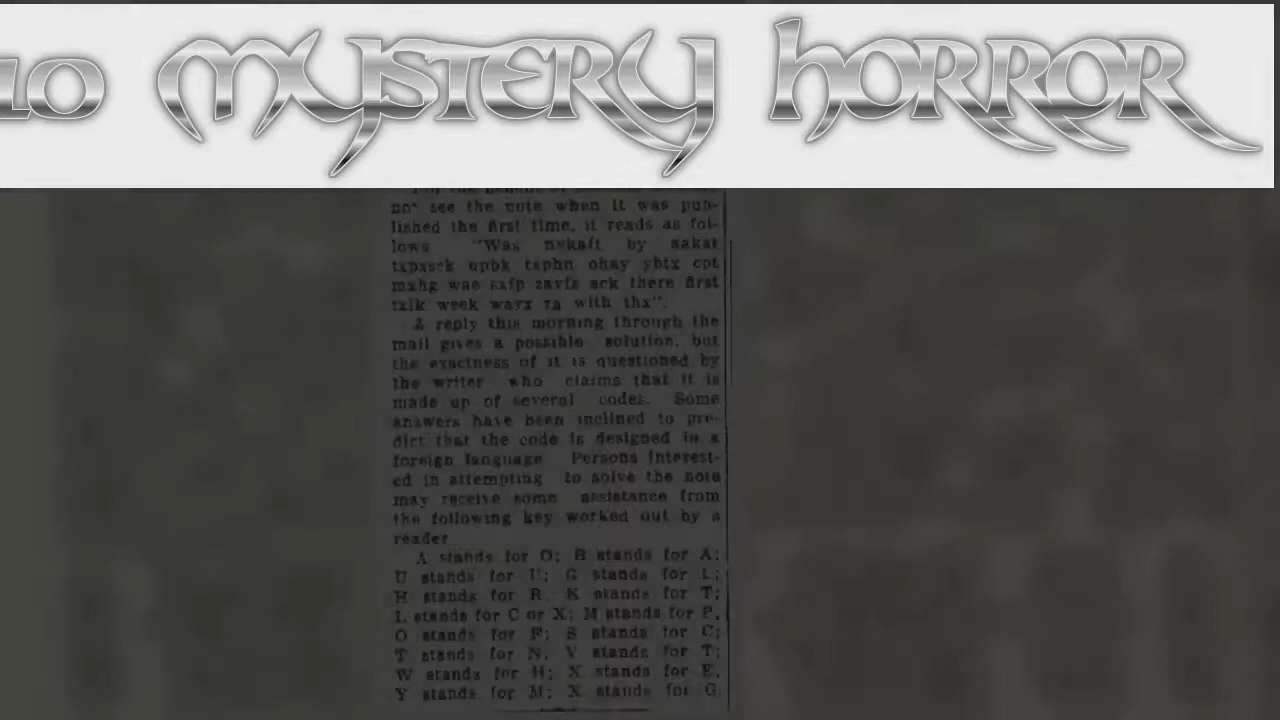 10 MYSTERY HORROR
not see the note when it was pub-
lished the first time, it reads as fol-
lows "Was nvkaft by aakat
txpxsck upbk txphn ohay ybtx cpt
mxhg wae sxfp zavfz ack there first
txlk week wayx za with thx".
A reply this morning through the
mail gives a possible solution, but
the exactness of it is questioned by
the writer who claims that it is
made up of several codes. Some
answers have been inclined to pre-
dict that the code is designed in a
foreign language Persons interest-
ed in attempting to solve the note
may receive some assistance from
the following key worked out by a
reader
A stands for O; B stands for A;
U stands for U; G stands for L;
H stands for R, K stands for T;
L stands for C or X; M stands for P,
O stands for F; S stands for C;
T stands for N, V stands for T;
W stands for H; X stands for E,
Y stands for M; X stands for G